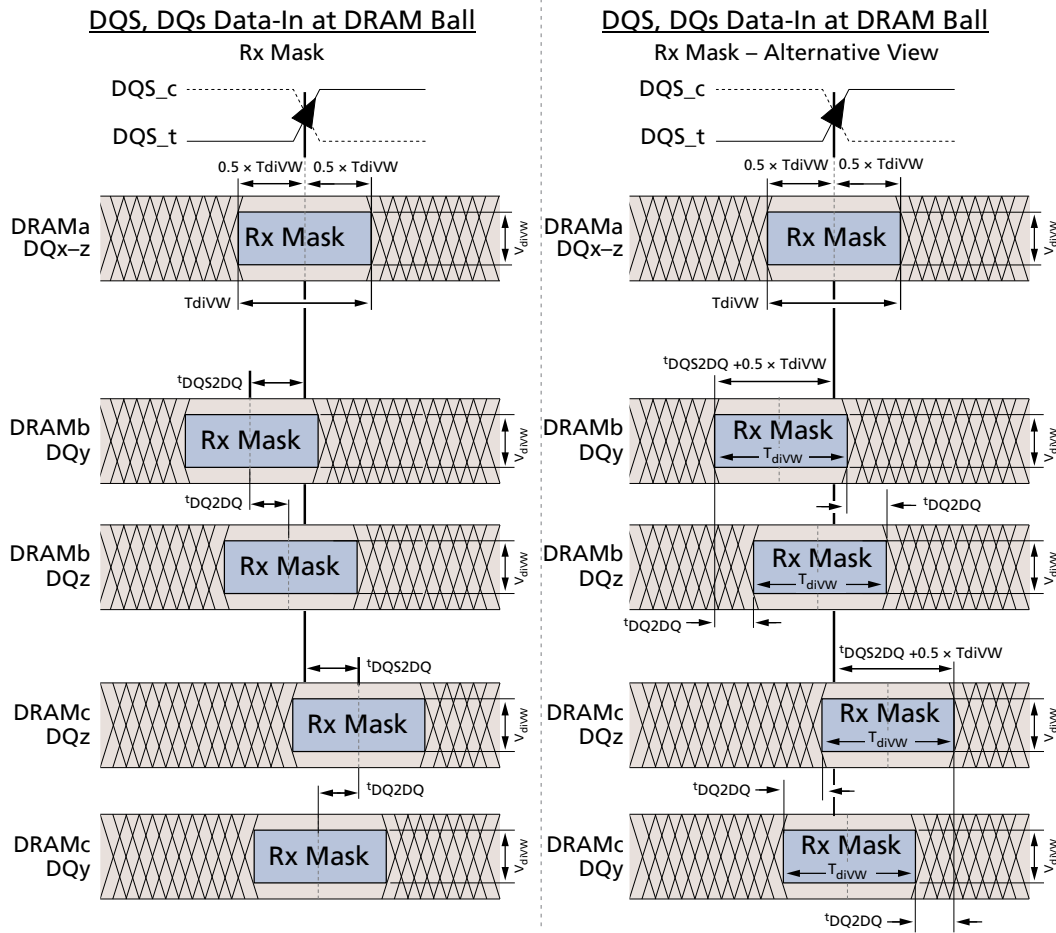 DQS, DQs Data-In at DRAM Ball
Rx Mask
DQS_c
DQS_t
0.5 × TdiVW 0.5 × TdiVW
DRAMa
DQx–z
Rx Mask
VdiVW
TdiVW
tDQS2DQ
DRAMb
DQy
Rx Mask
VdiVW
tDQ2DQ
DRAMb
DQz
Rx Mask
VdiVW
tDQS2DQ
DRAMc
DQz
Rx Mask
VdiVW
tDQ2DQ
DRAMc
DQy
Rx Mask
VdiVW
DQS, DQs Data-In at DRAM Ball
Rx Mask – Alternative View
DQS_c
DQS_t
0.5 × TdiVW 0.5 × TdiVW
DRAMa
DQx–z
Rx Mask
VdiVW
TdiVW
tDQS2DQ +0.5 × TdiVW
DRAMb
DQy
Rx Mask
TdiVW
VdiVW
tDQ2DQ
DRAMb
DQz
Rx Mask
TdiVW
VdiVW
tDQ2DQ
tDQS2DQ +0.5 × TdiVW
DRAMc
DQz
Rx Mask
TdiVW
VdiVW
tDQ2DQ
DRAMc
DQy
Rx Mask
TdiVW
VdiVW
tDQ2DQ